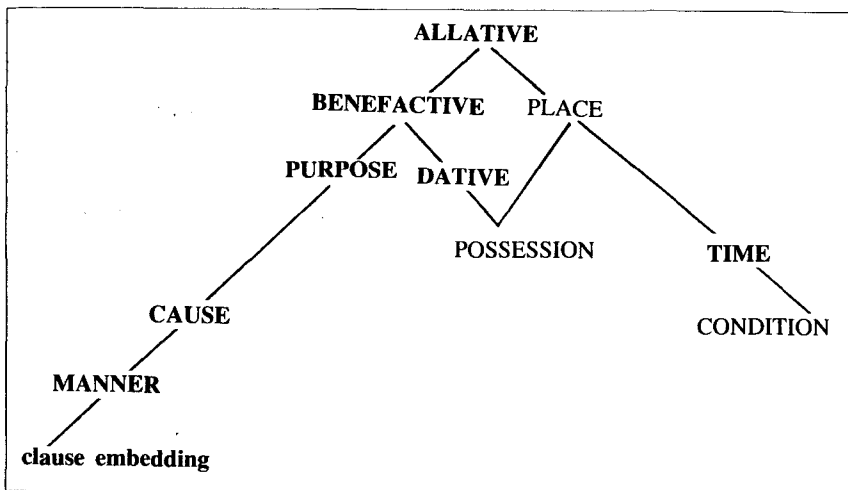 ALLATIVE
BENEFACTIVE PLACE
PURPOSE DATIVE
POSSESSION TIME
CAUSE CONDITION
MANNER
clause embedding